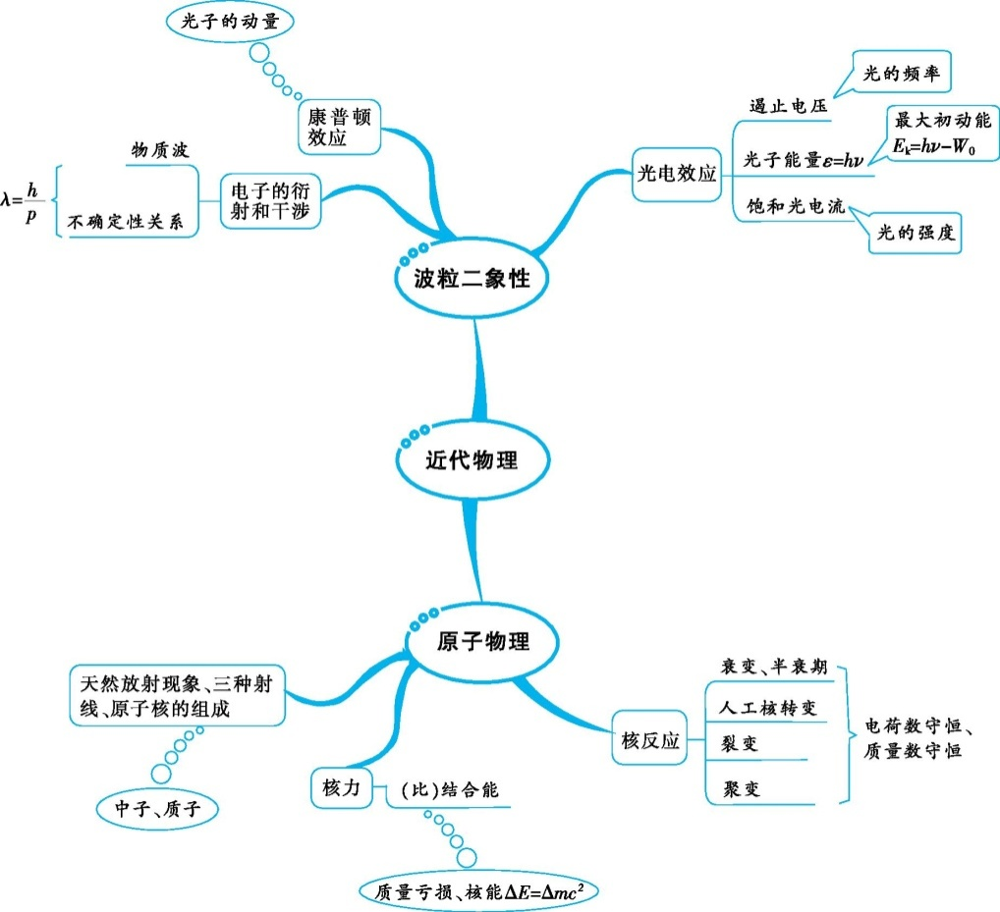 光子的动量
康普顿
效应
物质波
λ=h/p
不确定性关系
电子的衍
射和干涉
光电效应
遏止电压
光的频率
光子能量ε=hν
最大初动能
Eₖ=hν−W₀
饱和光电流
光的强度
波粒二象性
近代物理
原子物理
天然放射现象、三种射
线、原子核的组成
中子、质子
核力
(比)结合能
质量亏损、核能ΔE=Δmc²
核反应
衰变、半衰期
人工核转变
裂变
聚变
电荷数守恒、
质量数守恒